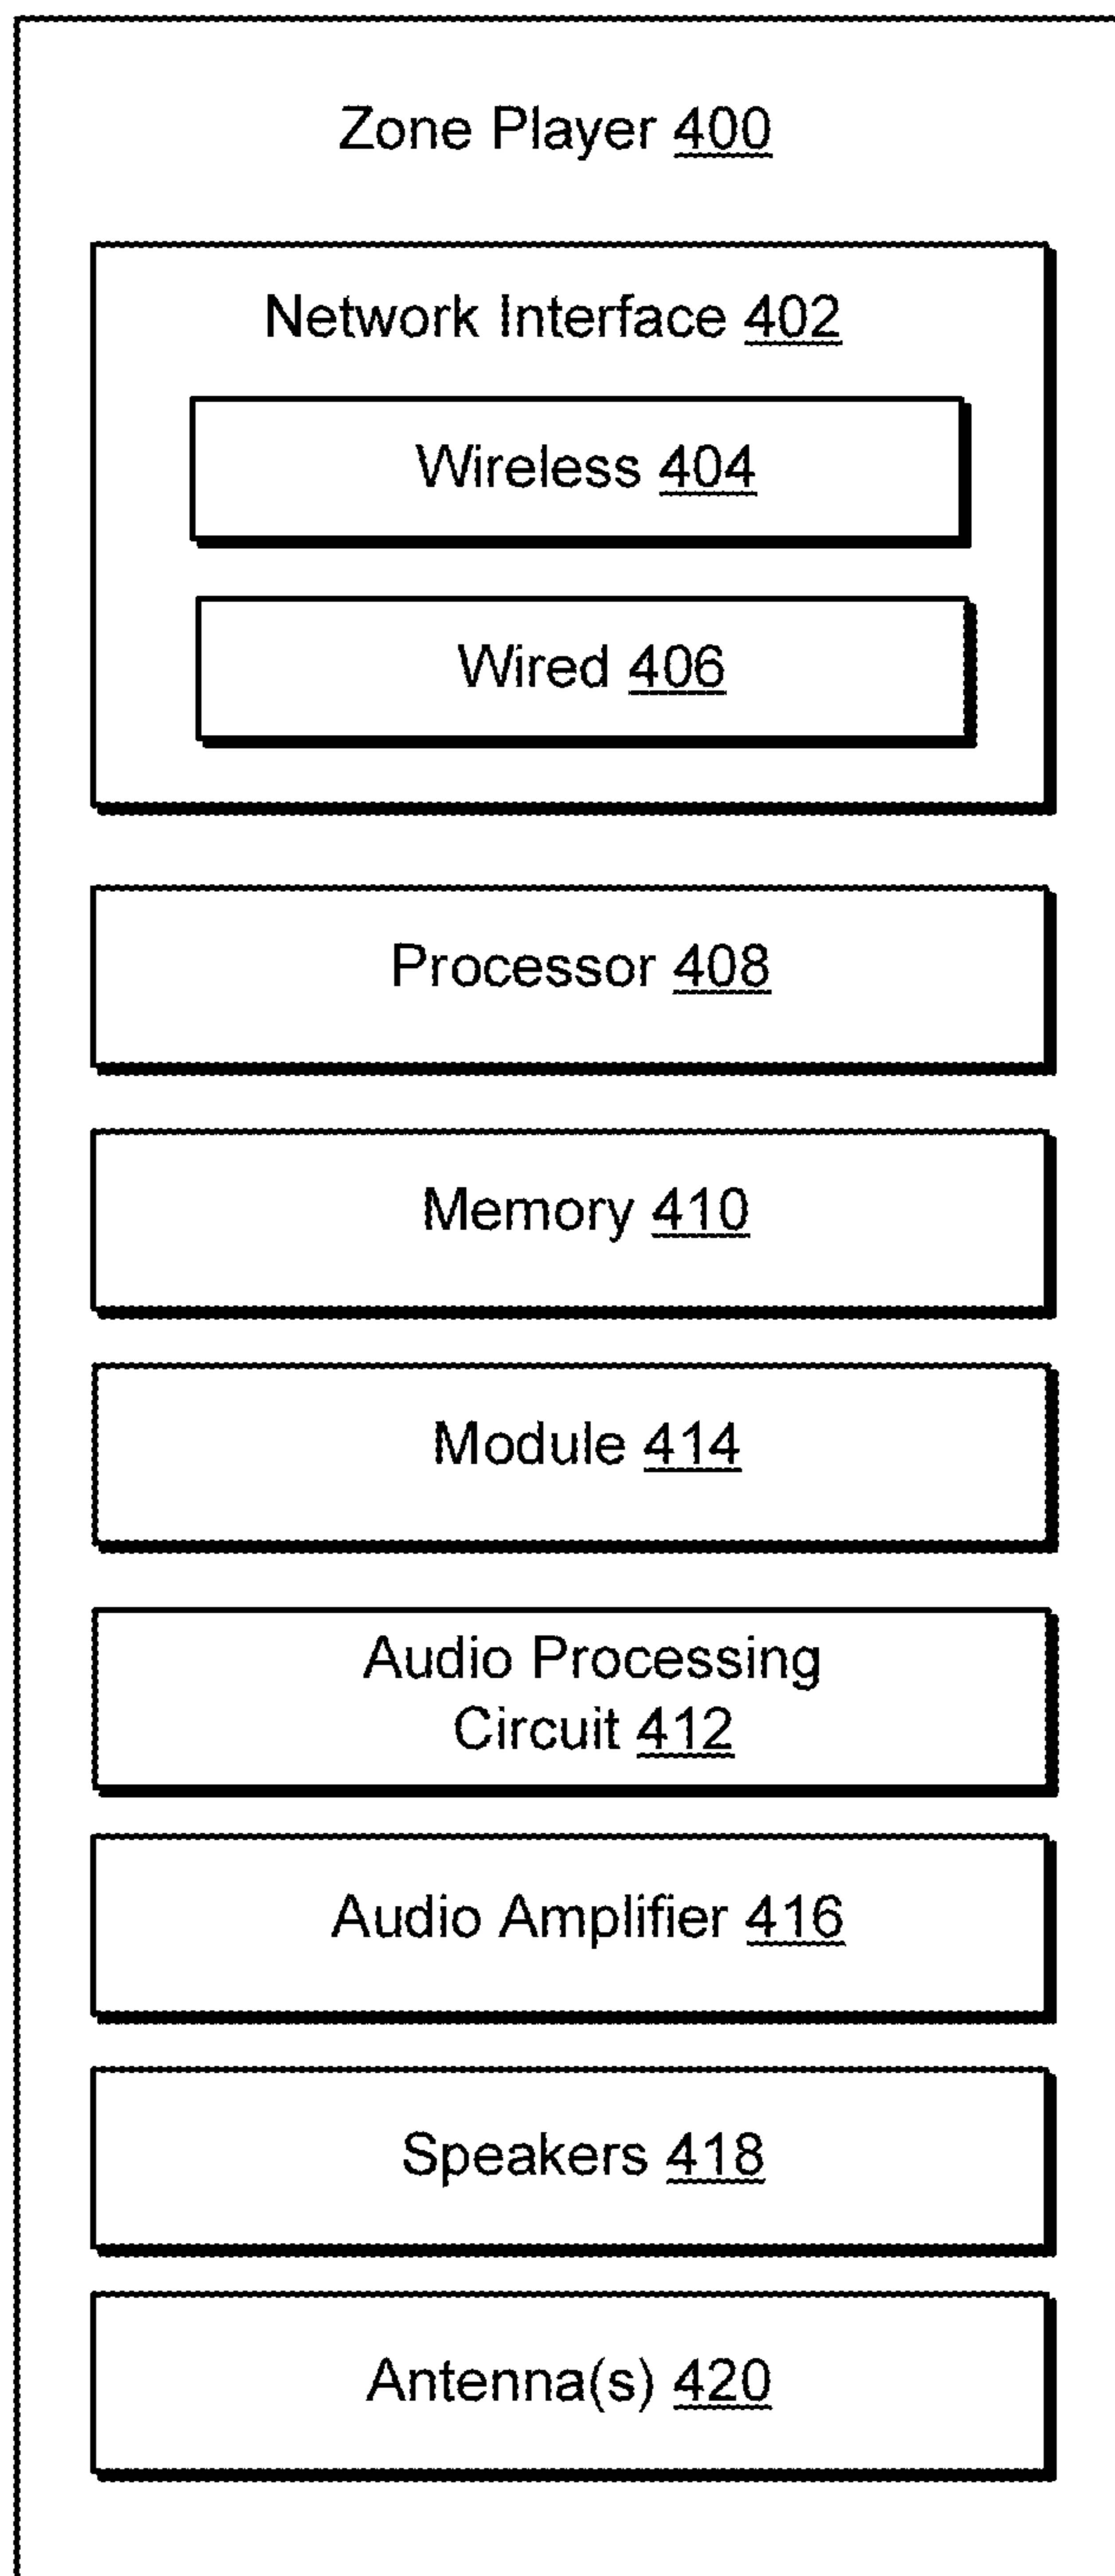 Zone Player 400
Network Interface 402
Wireless 404
Wired 406
Processor 408
Memory 410
Module 414
Audio Processing
Circuit 412
Audio Amplifier 416
Speakers 418
Antenna(s) 420